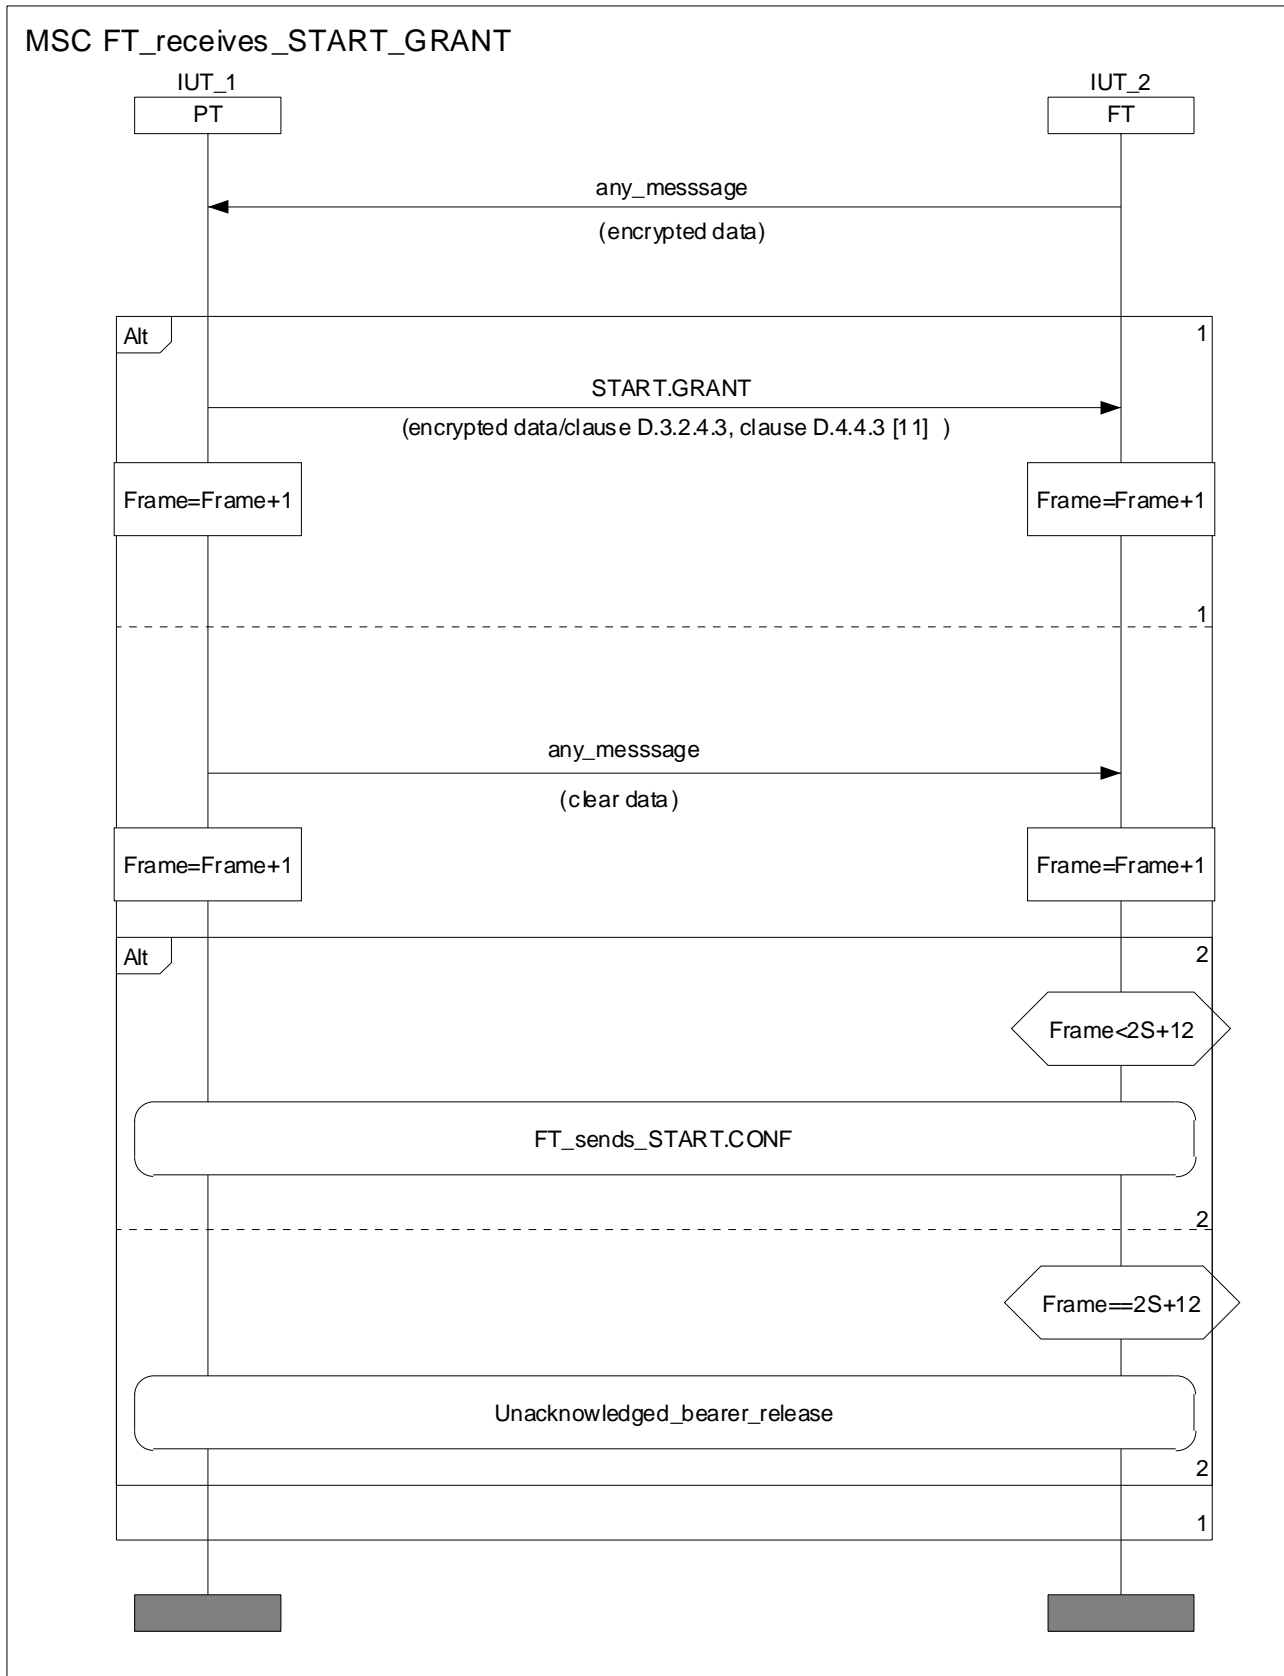 MSC FT_receives_START_GRANT
IUT_1 IUT_2
PT FT
any_messsage
(encrypted data)
Alt 1
START.GRANT
(encrypted data/clause D.3.2.4.3, clause D.4.4.3 [11] )
Frame=Frame+1 Frame=Frame+1
1
any_messsage
(clear data)
Frame=Frame+1 Frame=Frame+1
Alt 2
Frame<2S+12
FT_sends_START.CONF
2
Frame==2S+12
Unacknowledged_bearer_release
2
1